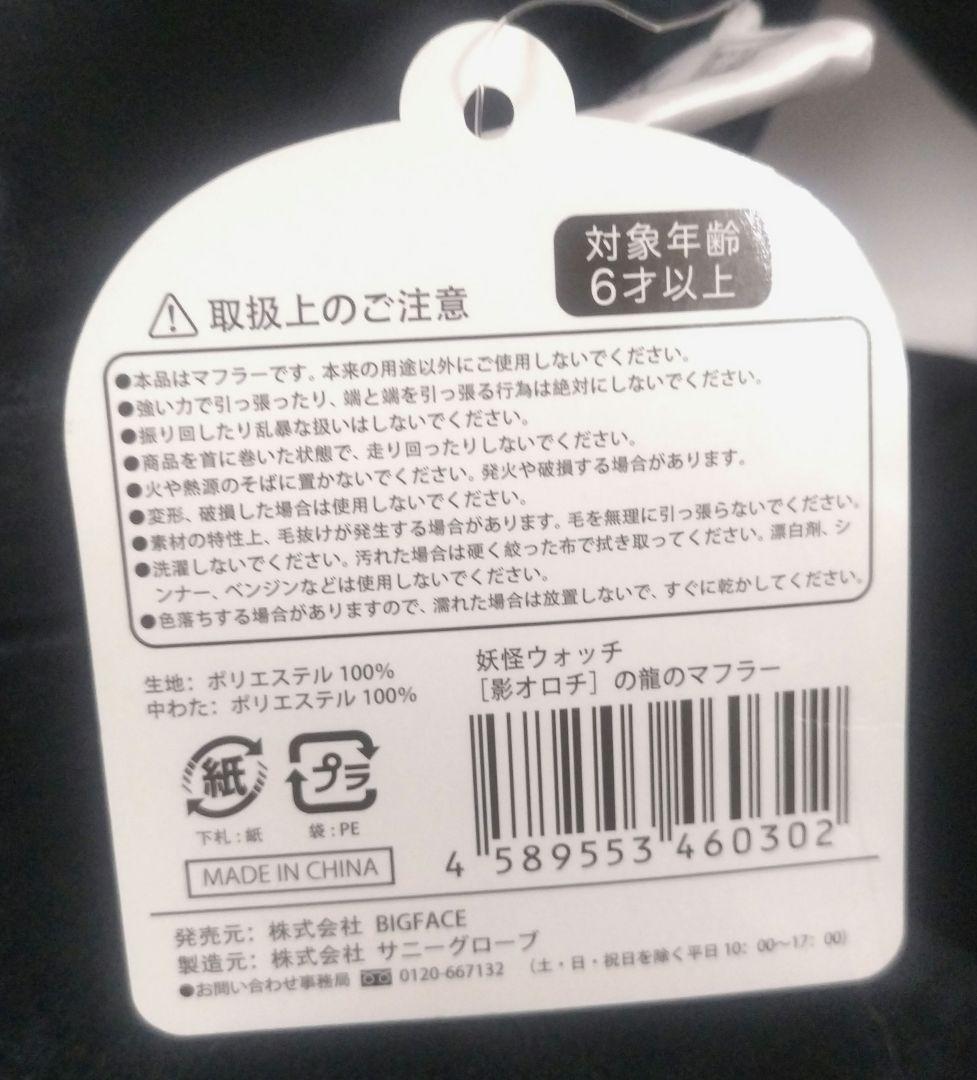 対象年齢
6才以上
⚠取扱上のご注意
●本品はマフラーです。本来の用途以外にご使用しないでください。
●強い力で引っ張ったり、端と端を引っ張る行為は絶対にしないでください。
●振り回したり乱暴な扱いはしないでください。
●商品を首に巻いた状態で、走り回ったりしないでください。
●火や熱源のそばに置かないでください。発火や破損する場合があります。
●変形、破損した場合は使用しないでください。
●素材の特性上、毛抜けが発生する場合があります。毛を無理に引っ張らないでください。
●洗濯しないでください。汚れた場合は硬く絞った布で拭き取ってください。漂白剤、シ
ンナー、ベンジンなどは使用しないでください。
●色落ちする場合がありますので、濡れた場合は放置しないで、すぐに乾かしてください。
生地：ポリエステル 100%
中わた：ポリエステル 100%
妖怪ウォッチ
［影オロチ］の龍のマフラー
紙
プラ
下札：紙
袋：PE
MADE IN CHINA
4 589553 460302
発売元：株式会社 BIGFACE
製造元：株式会社 サニーグローブ
●お問い合わせ事務局 0120-667132 （土・日・祝日を除く平日10：00～17：00）